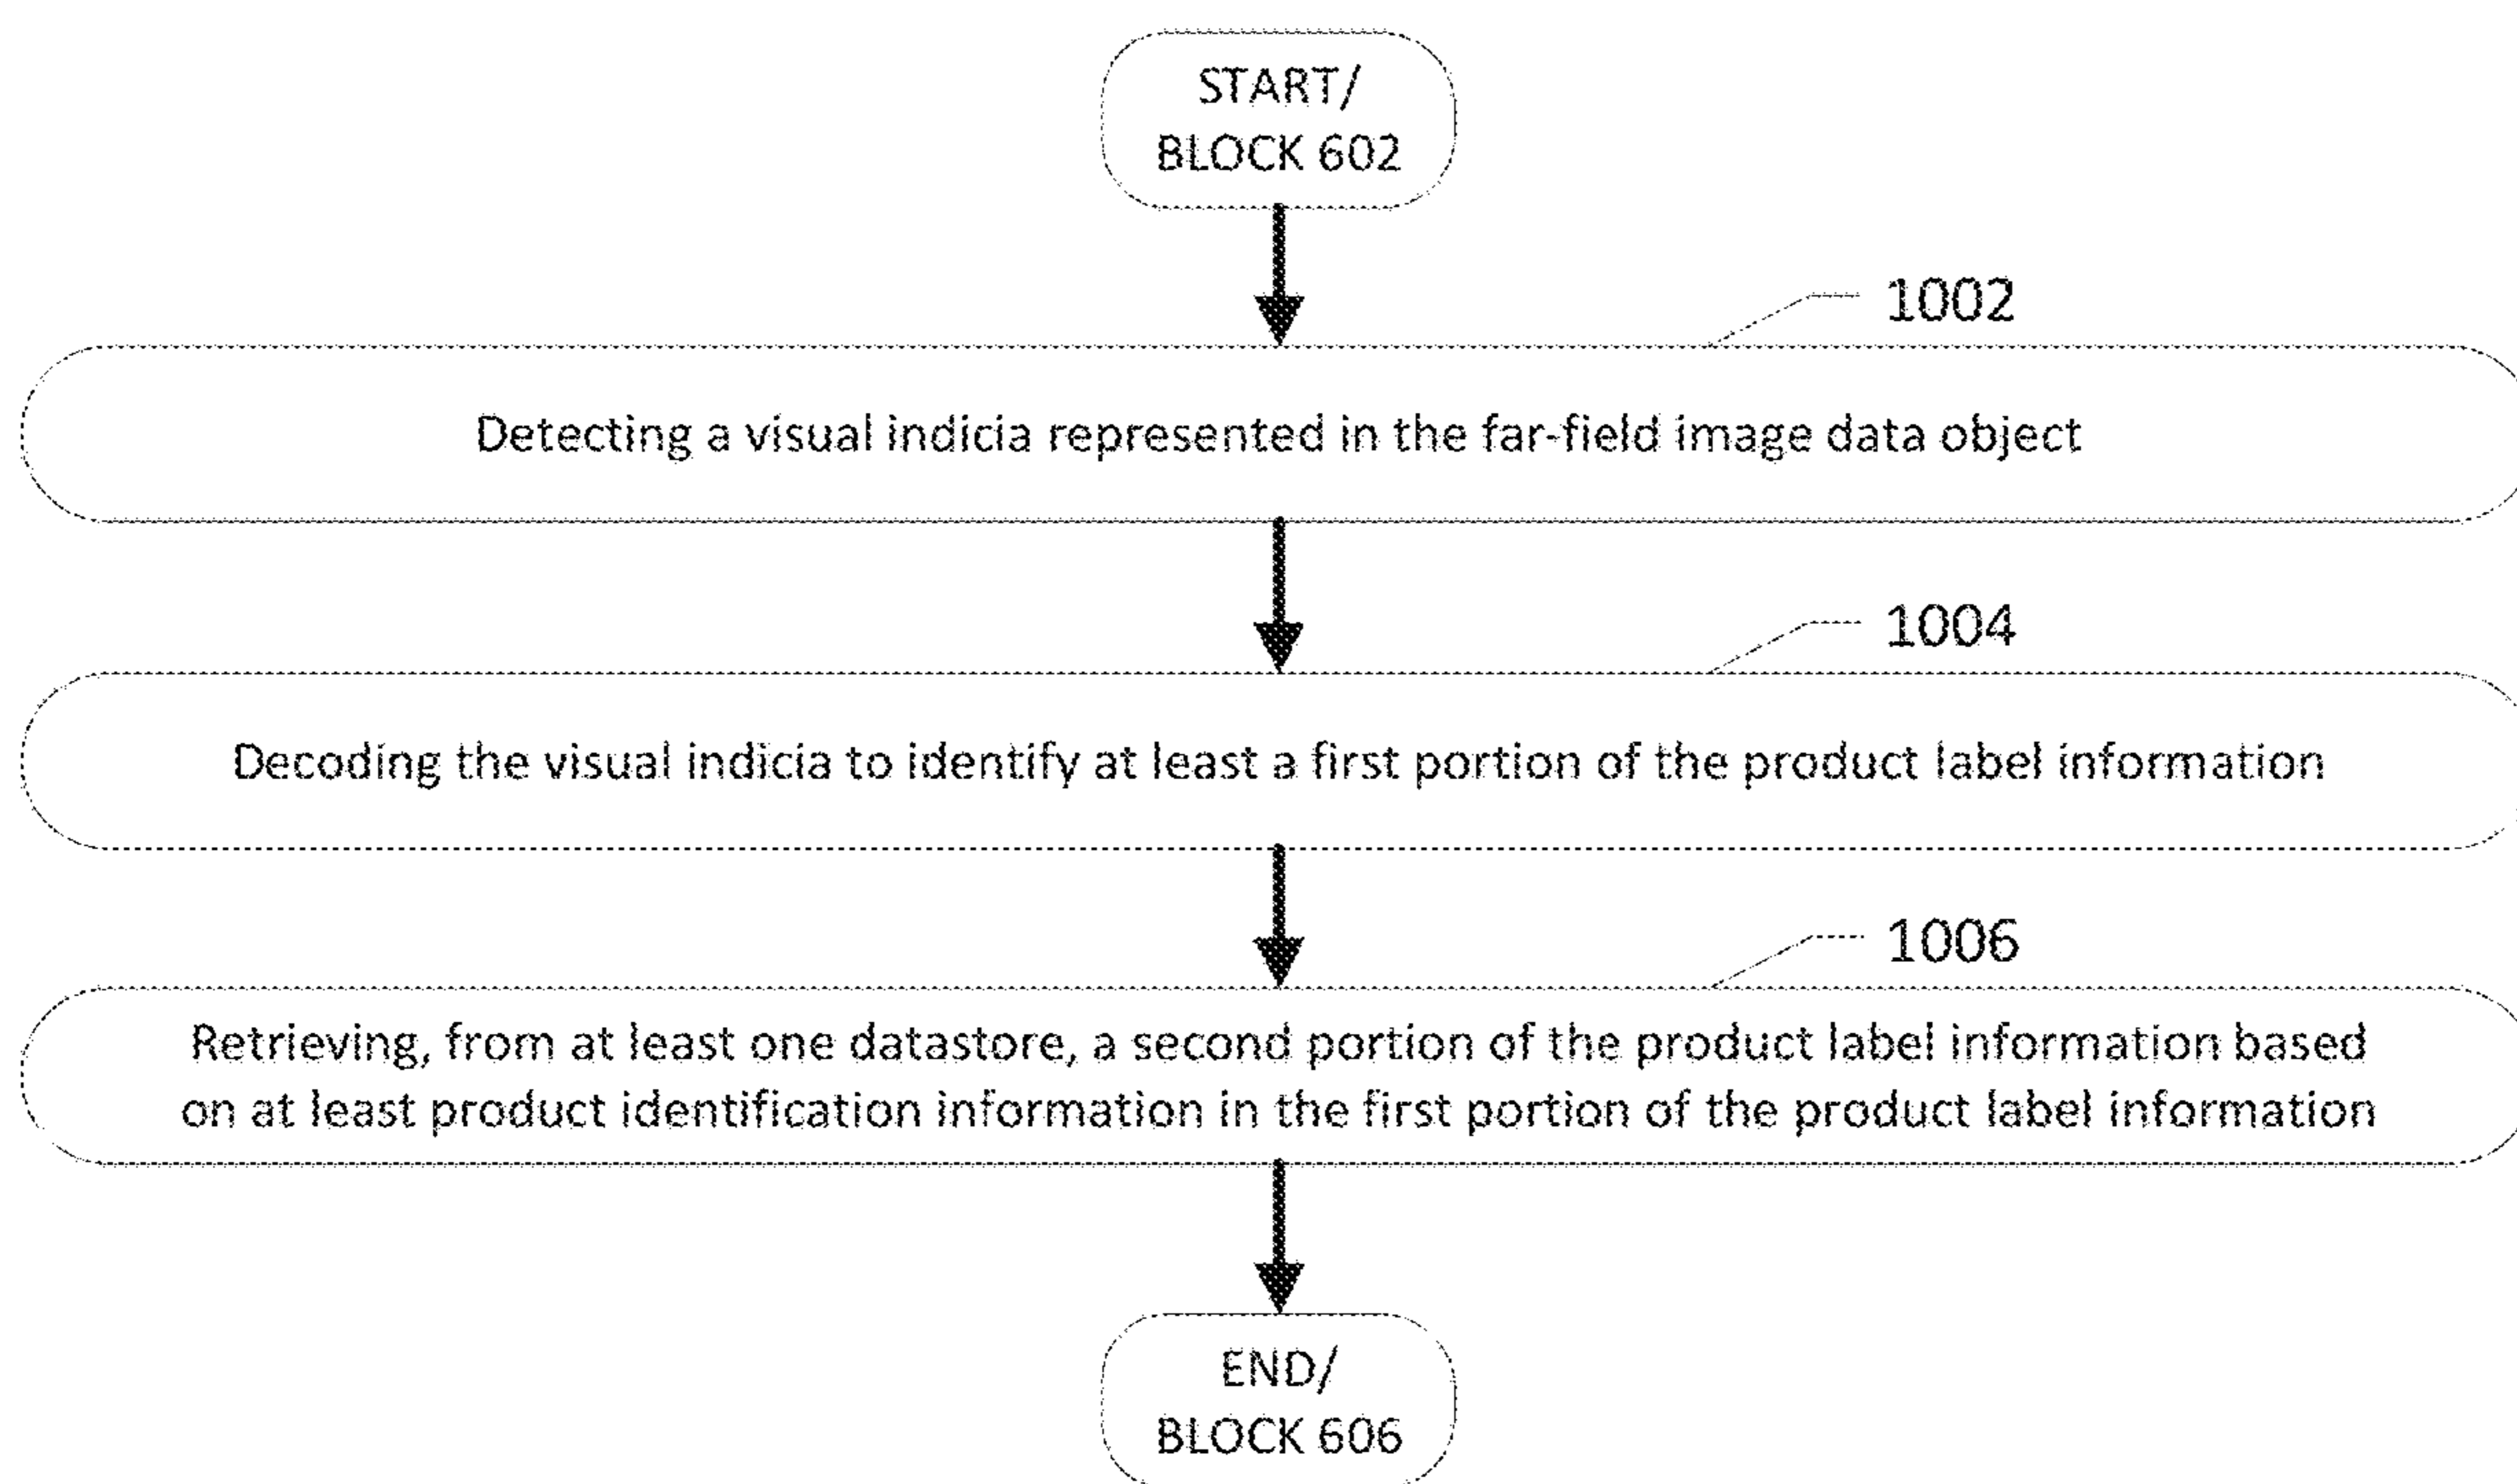 START/
BLOCK 602
1002
Detecting a visual indicia represented in the far-field image data object
1004
Decoding the visual indicia to identify at least a first portion of the product label information
1006
Retrieving, from at least one datastore, a second portion of the product label information based
on at least product identification information in the first portion of the product label information
END/
BLOCK 606